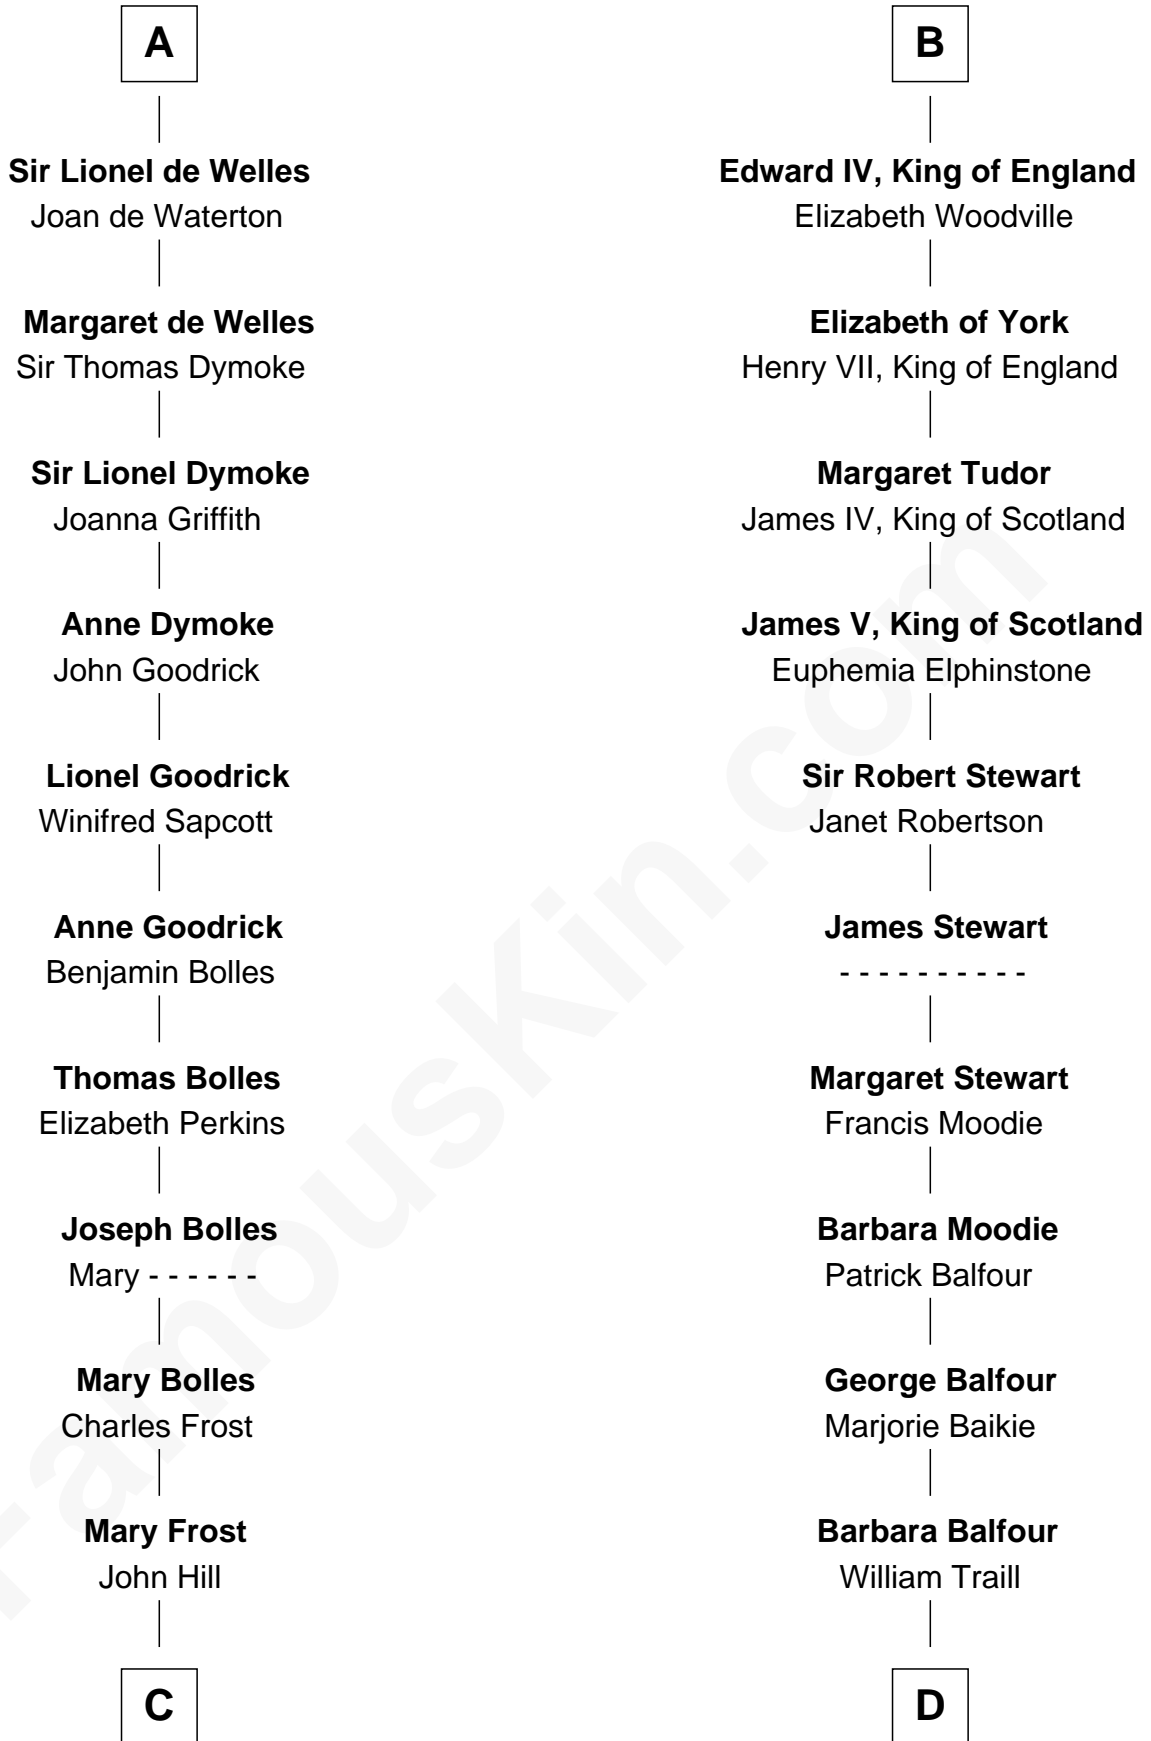 A
Sir Lionel de Welles
Joan de Waterton
Margaret de Welles
Sir Thomas Dymoke
Sir Lionel Dymoke
Joanna Griffith
Anne Dymoke
John Goodrick
Lionel Goodrick
Winifred Sapcott
Anne Goodrick
Benjamin Bolles
Thomas Bolles
Elizabeth Perkins
Joseph Bolles
Mary - - - - - -
Mary Bolles
Charles Frost
Mary Frost
John Hill
C
B
Edward IV, King of England
Elizabeth Woodville
Elizabeth of York
Henry VII, King of England
Margaret Tudor
James IV, King of Scotland
James V, King of Scotland
Euphemia Elphinstone
Sir Robert Stewart
Janet Robertson
James Stewart
- - - - - - - - - -
Margaret Stewart
Francis Moodie
Barbara Moodie
Patrick Balfour
George Balfour
Marjorie Baikie
Barbara Balfour
William Traill
D
FamousKin.com